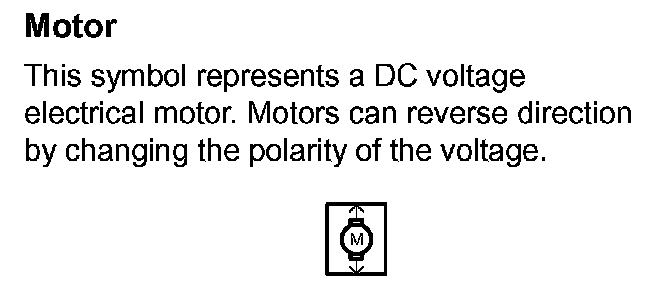 Motor
This symbol represents a DC voltage
electrical motor. Motors can reverse direction
by changing the polarity of the voltage.
M